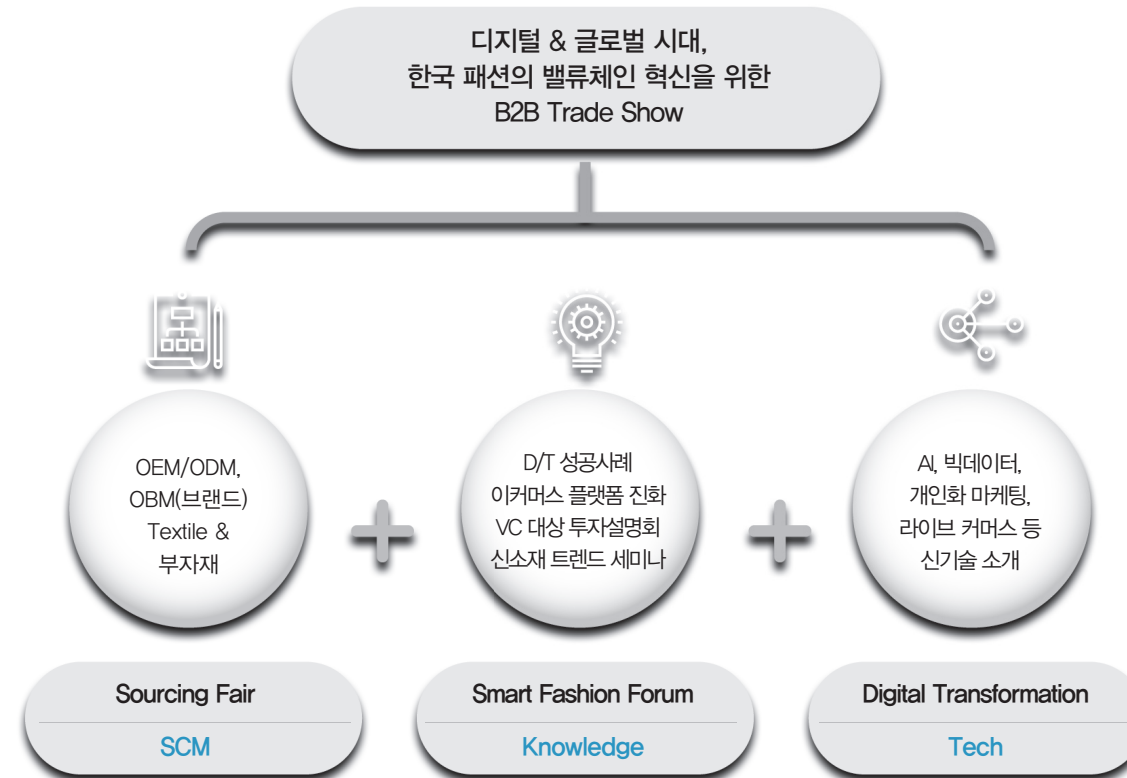 디지털 & 글로벌 시대,
한국 패션의 밸류체인 혁신을 위한
B2B Trade Show
OEM/ODM,
OBM(브랜드)
Textile &
부자재
D/T 성공사례
이커머스 플랫폼 진화
VC 대상 투자설명회
신소재 트렌드 세미나
AI, 빅데이터,
개인화 마케팅,
라이브 커머스 등
신기술 소개
Sourcing Fair
SCM
Smart Fashion Forum
Knowledge
Digital Transformation
Tech